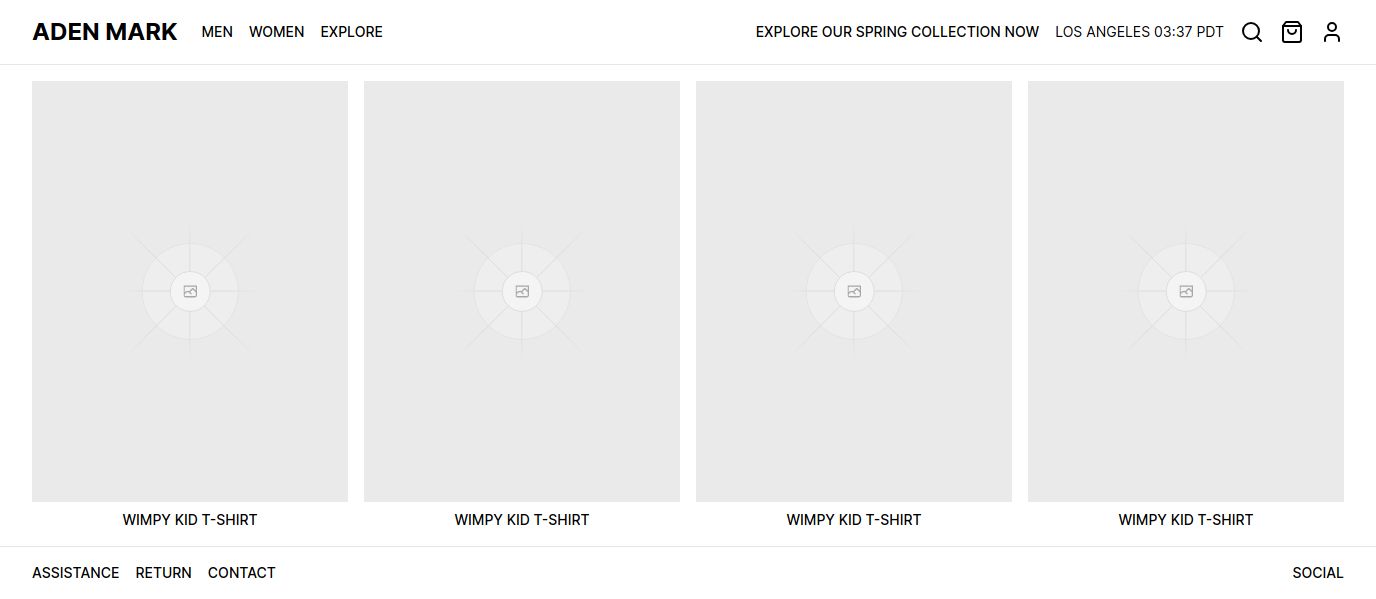 ADEN MARK MEN WOMEN EXPLORE EXPLORE OUR SPRING COLLECTION NOW LOS ANGELES 03:37 PDT
WIMPY KID T-SHIRT WIMPY KID T-SHIRT WIMPY KID T-SHIRT WIMPY KID T-SHIRT
ASSISTANCE RETURN CONTACT SOCIAL